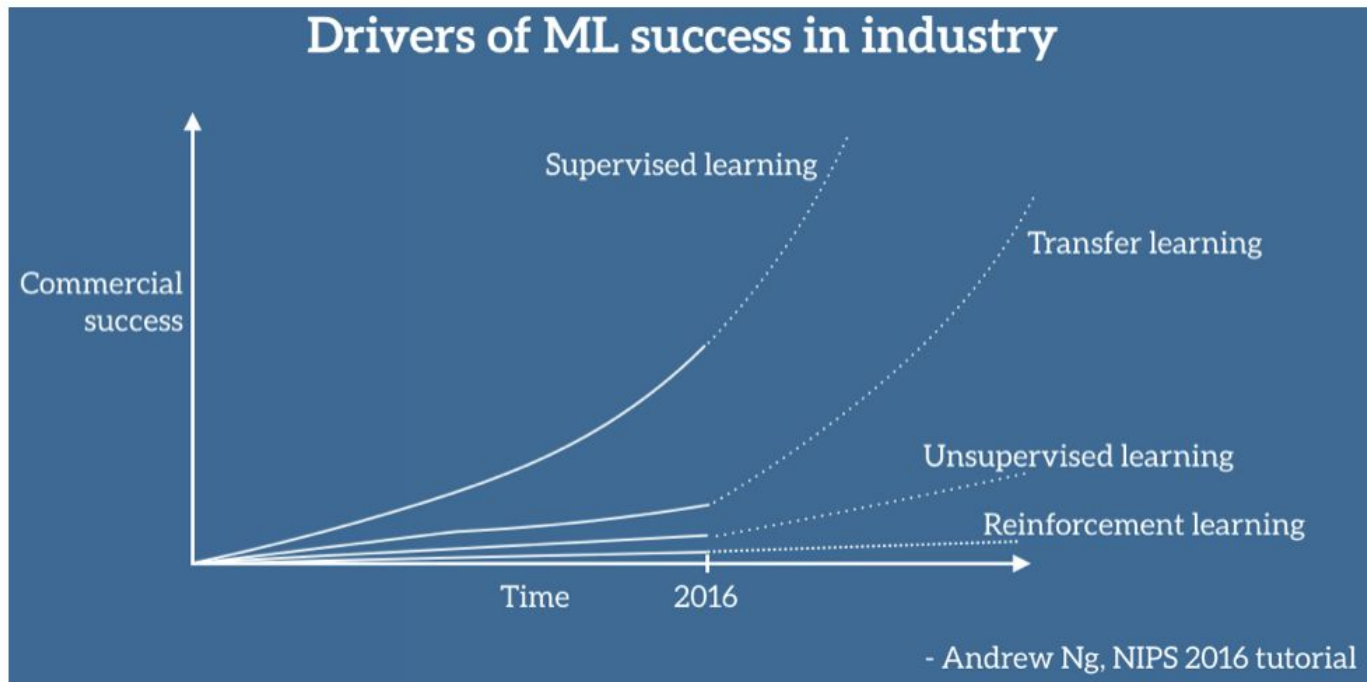 Drivers of ML success in industry
Supervised learning
Transfer learning
Commercial
success
Unsupervised learning
Reinforcement learning
Time
2016
- Andrew Ng, NIPS 2016 tutorial